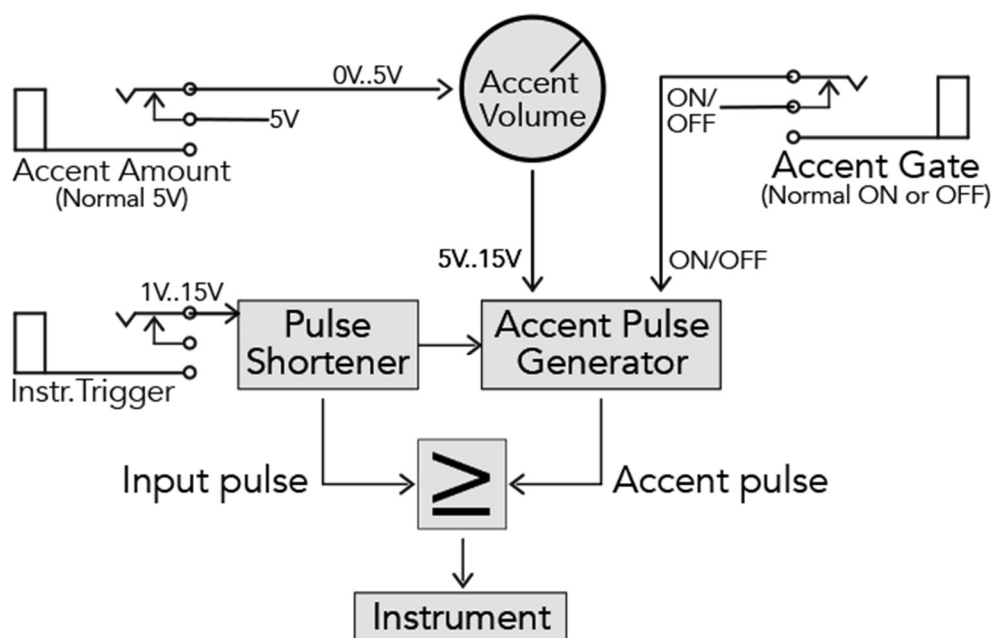 0V..5V
Accent
Volume
5V
Accent Amount
(Normal 5V)
ON/
OFF
Accent Gate
(Normal ON or OFF)
5V..15V
ON/OFF
1V..15V
Instr.Trigger
Pulse
Shortener
Accent Pulse
Generator
Input pulse
≥
Accent pulse
Instrument